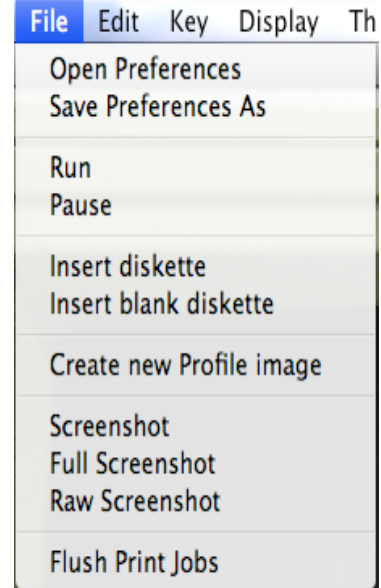 File Edit Key Display Th
Open Preferences
Save Preferences As
Run
Pause
Insert diskette
Insert blank diskette
Create new Profile image
Screenshot
Full Screenshot
Raw Screenshot
Flush Print Jobs